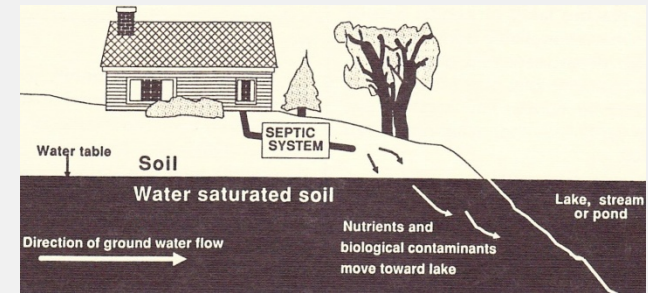 SEPTIC
SYSTEM
Water table
Soil
Water saturated soil
Lake, stream
or pond
Direction of ground water flow
Nutrients and
biological contaminants
move toward lake